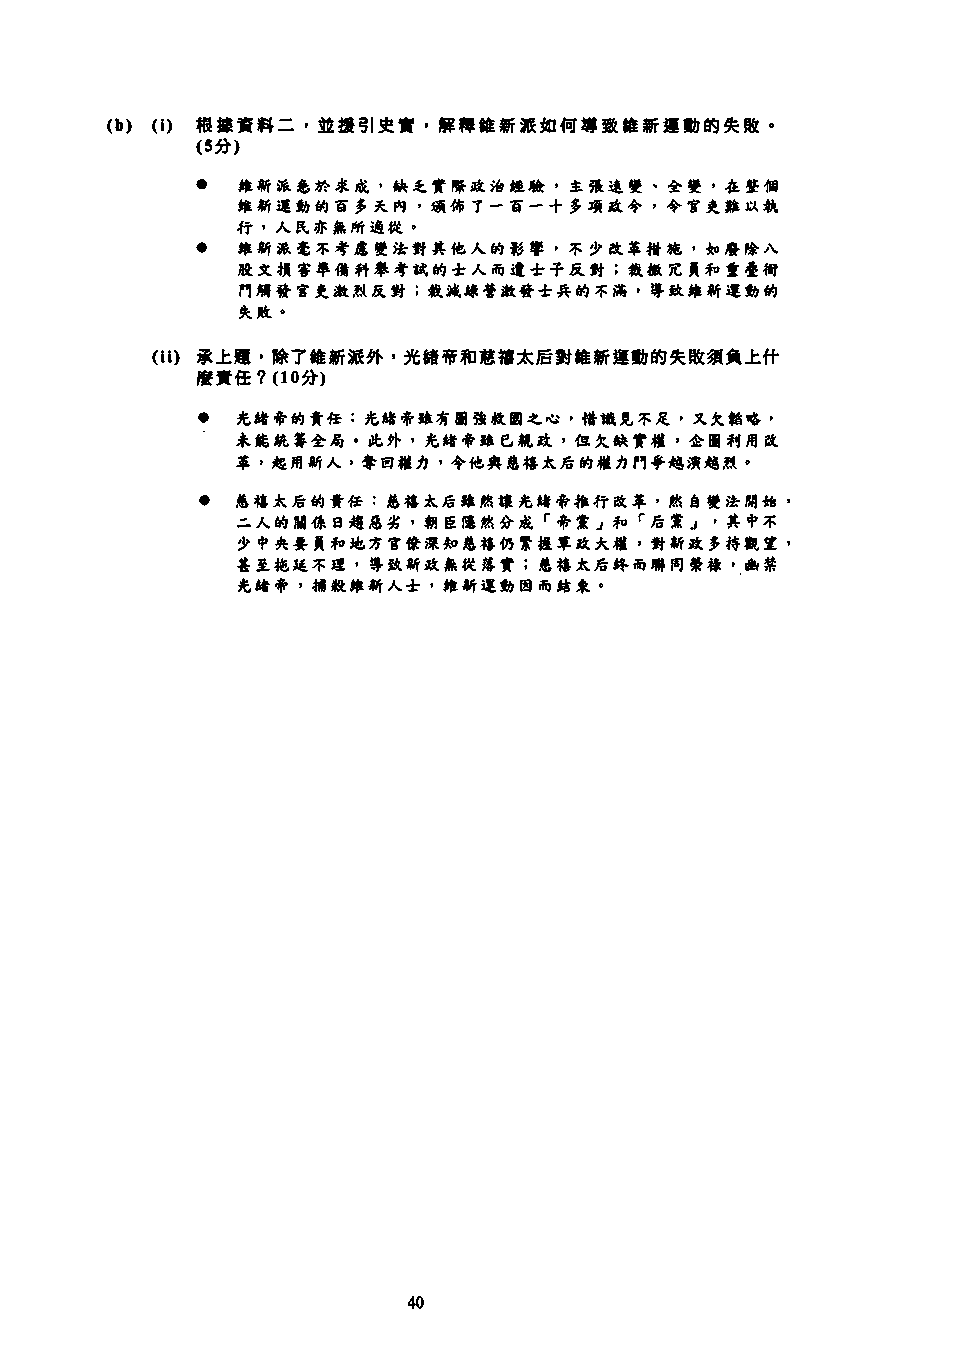 (b) (i) 根據資料二，並援引史實，解釋維新派如何導致維新運動的失敗。
(5分)
● 維新派急於求成，缺乏實際政治經驗，主張速變、全變，在整個
維新運動的百多天內，頒佈了一百一十多項政令，令官吏難以執
行，人民亦無所適從。
● 維新派毫不考慮變法對其他人的影響，不少改革措施，如廢除八
股文損害準備科舉考試的士人而遭士子反對；裁撤冗員和重疊衙
門觸發官吏激烈反對；裁減綠營激發士兵的不滿，導致維新運動的
失敗。
(ii) 承上題，除了維新派外，光緒帝和慈禧太后對維新運動的失敗須負上什
麼責任？(10分)
● 光緒帝的責任：光緒帝雖有圖強救國之心，惜識見不足，又欠韜略，
未能統籌全局。此外，光緒帝雖已親政，但欠缺實權，企圖利用改
革，起用新人，奪回權力，令他與慈禧太后的權力鬥爭越演越烈。
● 慈禧太后的責任：慈禧太后雖然讓光緒帝推行改革，然自變法開始，
二人的關係日趨惡劣，朝臣隱然分成「帝黨」和「后黨」，其中不
少中央要員和地方官僚深知慈禧仍緊握軍政大權，對新政多持觀望，
甚至拖延不理，導致新政無從落實；慈禧太后終而聯同榮祿，幽禁
光緒帝，捕殺維新人士，維新運動因而結束。
40